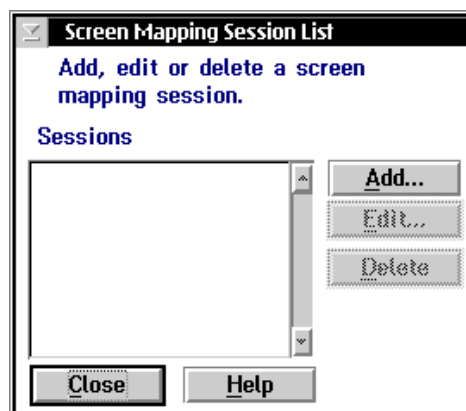 Screen Mapping Session List
Add, edit or delete a screen
mapping session.
Sessions
Add...
Edit...
Delete
Close
Help